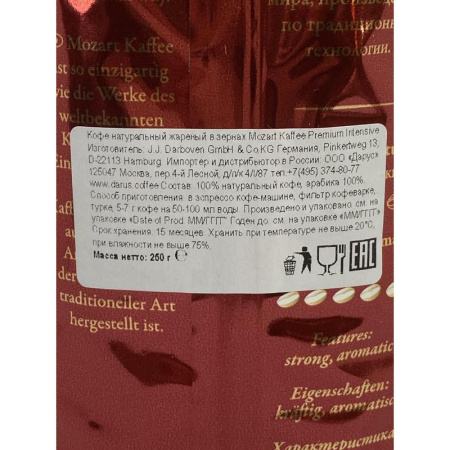 мира, произве
по традицион
технологии.
Mozart Kaffee
ist so einzigartig
wie die Werke des
weltbekannten
Кофе натуральный жареный в зернах Mozart Kaffee Premium Intensive
Изготовитель: J.J. Darboven GmbH & Co.KG Германия, Pinkertweg 13,
D-22113 Hamburg. Импортер и дистрибьютор в России: ООО «Дарус»
125047 Москва, пер 4-й Лесной, д/п/к 4/I/87 тел +7(495) 374-80-77
www.darus.coffee Состав: 100% натуральный кофе, арабика 100%.
Способ приготовления: в эспрессо кофе-машине, фильтр кофеварке,
турке, 5-7 г кофе на 50-100 мл воды. Произведено и упаковано: см. на
упаковке «Date of Prod. ММ/ГГГГ» Годен до: см. на упаковке «ММ/ГГГГ»
Срок хранения: 15 месяцев. Хранить при температуре не выше 20°С,
при влажности не выше 75%.
Масса нетто: 250 г ℮
EAC
traditioneller Art
hergestellt ist.
Features:
strong, aromatic
Eigenschaften:
kräftig, aromatisc
Характеристика